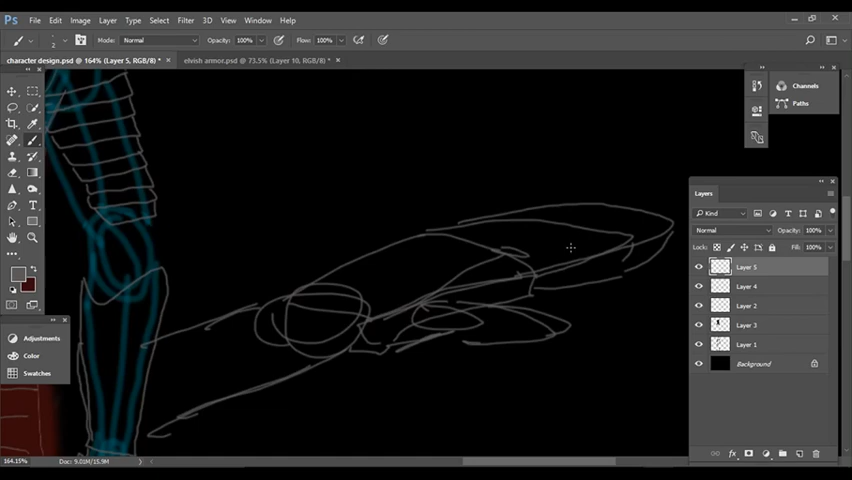 Ps File Edit Image Layer Type Select Filter 3D View Window Help
2 Mode: Normal Opacity: 100% Flow: 100%
character design.psd @ 164% (Layer 5, RGB/8) * × elvish armor.psd @ 73.5% (Layer 10, RGB/8) * ×
Channels
Paths
Layers
Kind
Normal Opacity: 100%
Lock: Fill: 100%
Layer 5
Layer 4
Layer 2
Layer 3
Layer 1
Background
Adjustments
Color
Swatches
164.15% Doc: 9.01M/15.9M
fx